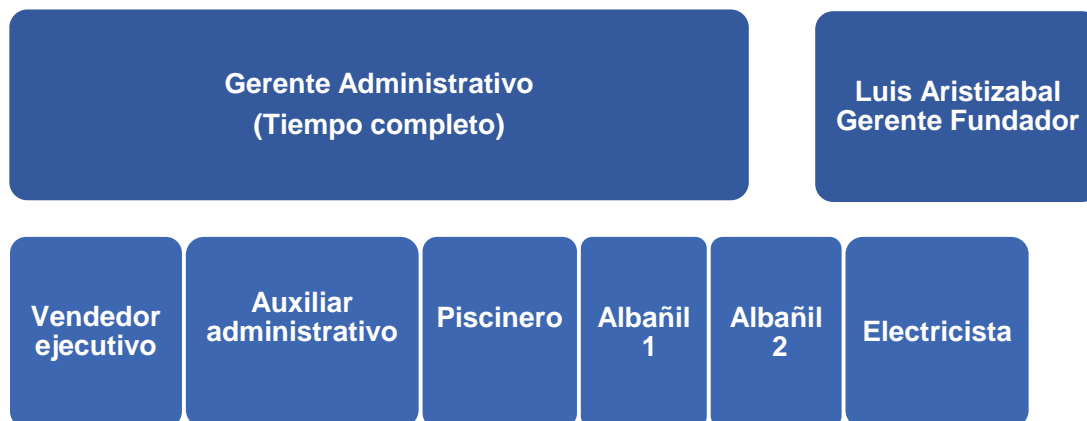 Gerente Administrativo
(Tiempo completo)
Luis Aristizabal
Gerente Fundador
Vendedor
ejecutivo
Auxiliar
administrativo
Piscinero
Albañil
1
Albañil
2
Electricista